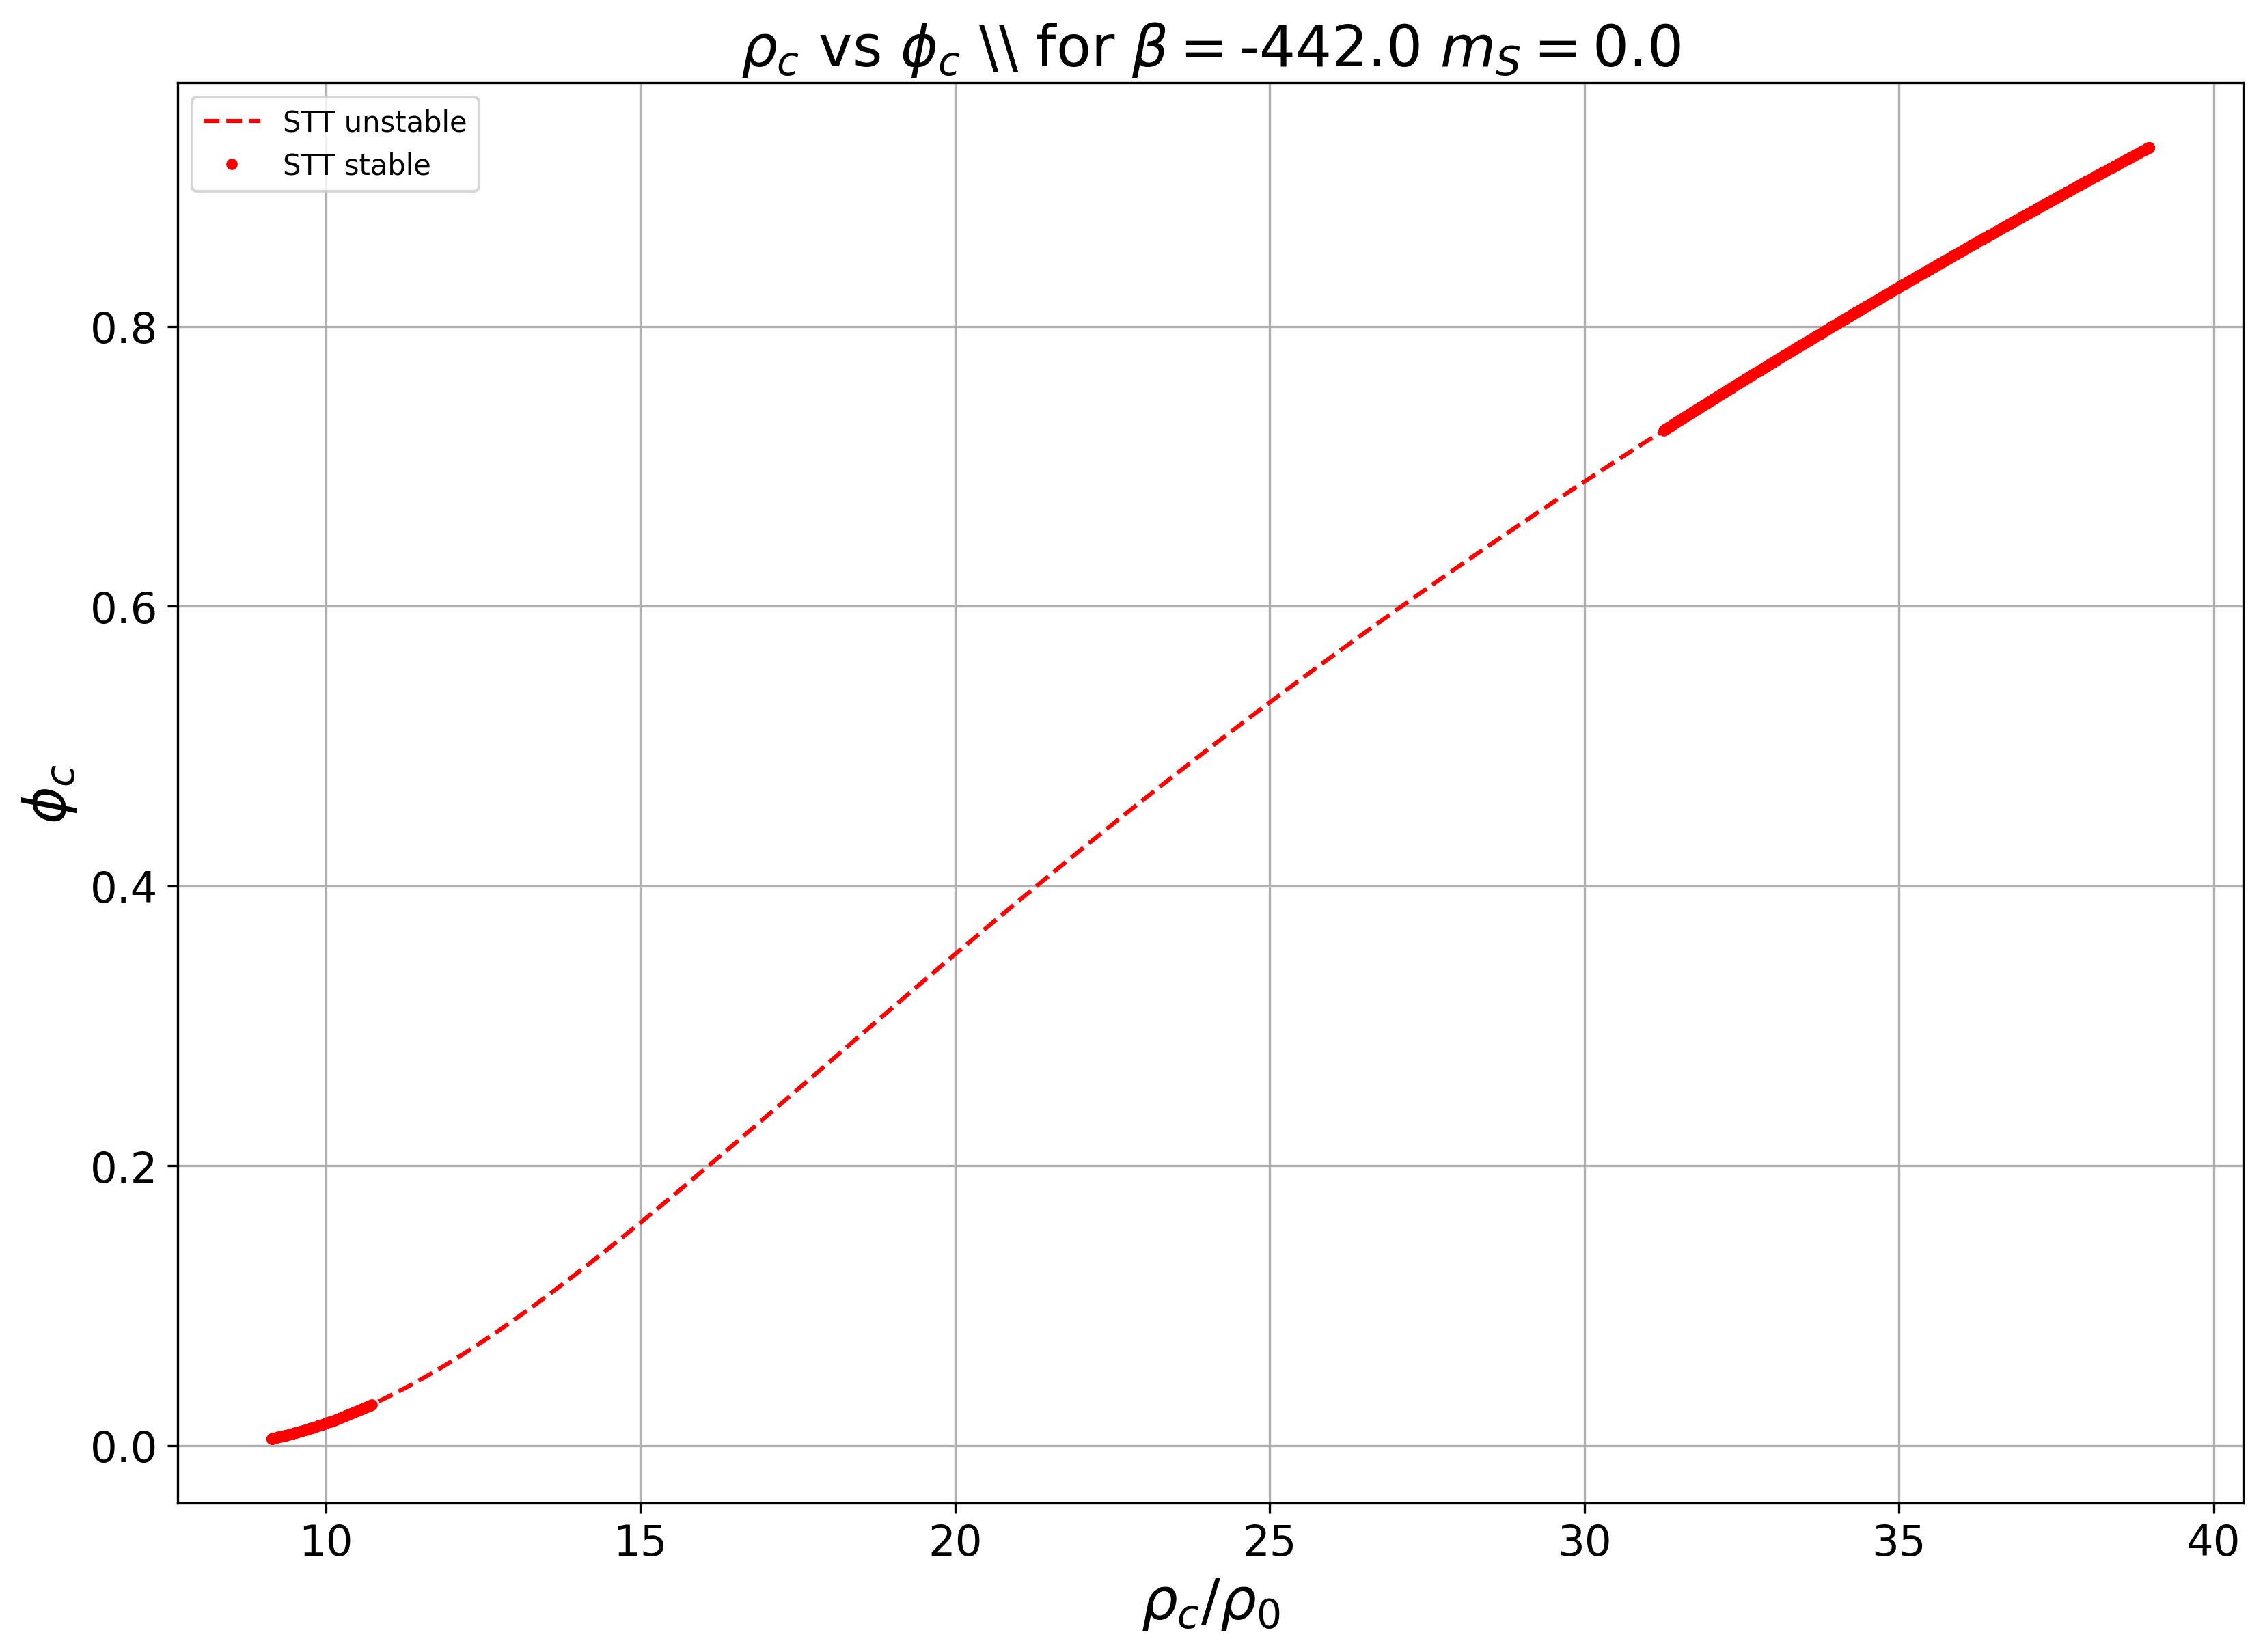 ρ_c vs ϕ_c \\ for β = -442.0 m_S = 0.0
STT unstable
STT stable
ϕ_c
0.8
0.6
0.4
0.2
0.0
10 15 20 25 30 35 40
ρ_c/ρ_0